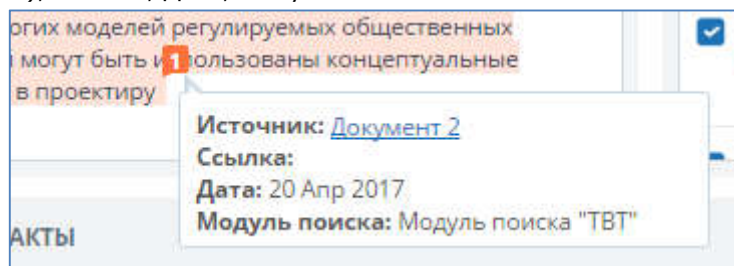 огих моделей регулируемых общественных
могут быть и 1 пользованы концептуальные
в проектиру
Источник: Документ 2
Ссылка:
Дата: 20 Апр 2017
Модуль поиска: Модуль поиска "ТВТ"
АКТЫ